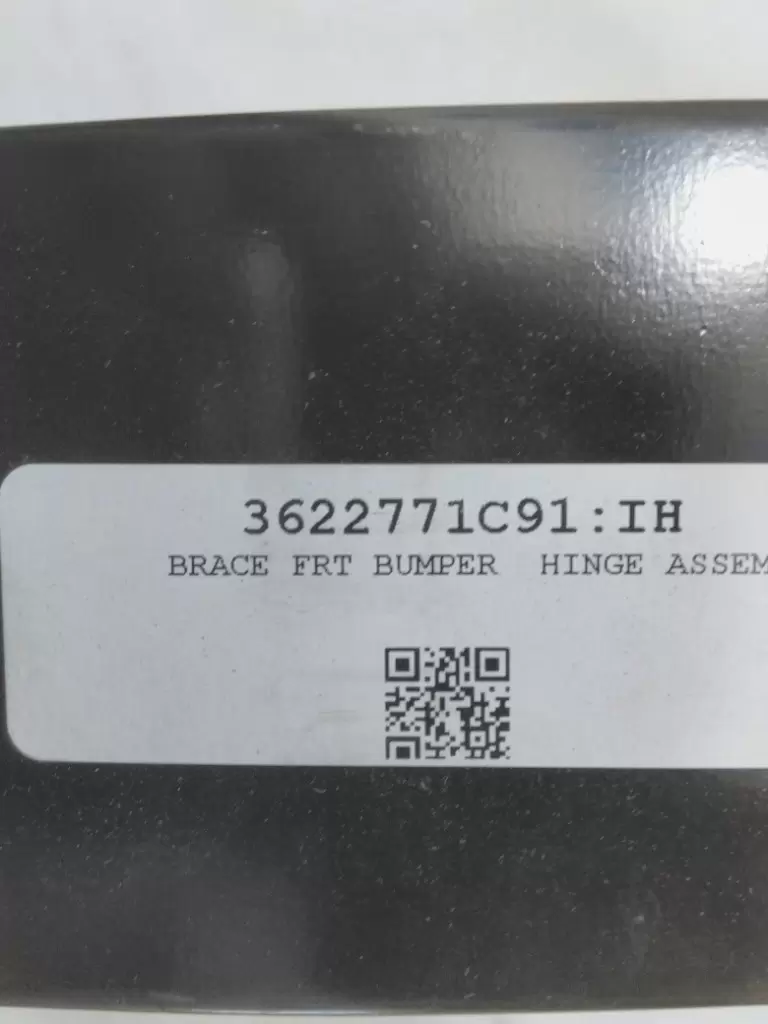 3622771C91:IH
BRACE FRT BUMPER HINGE ASSEM